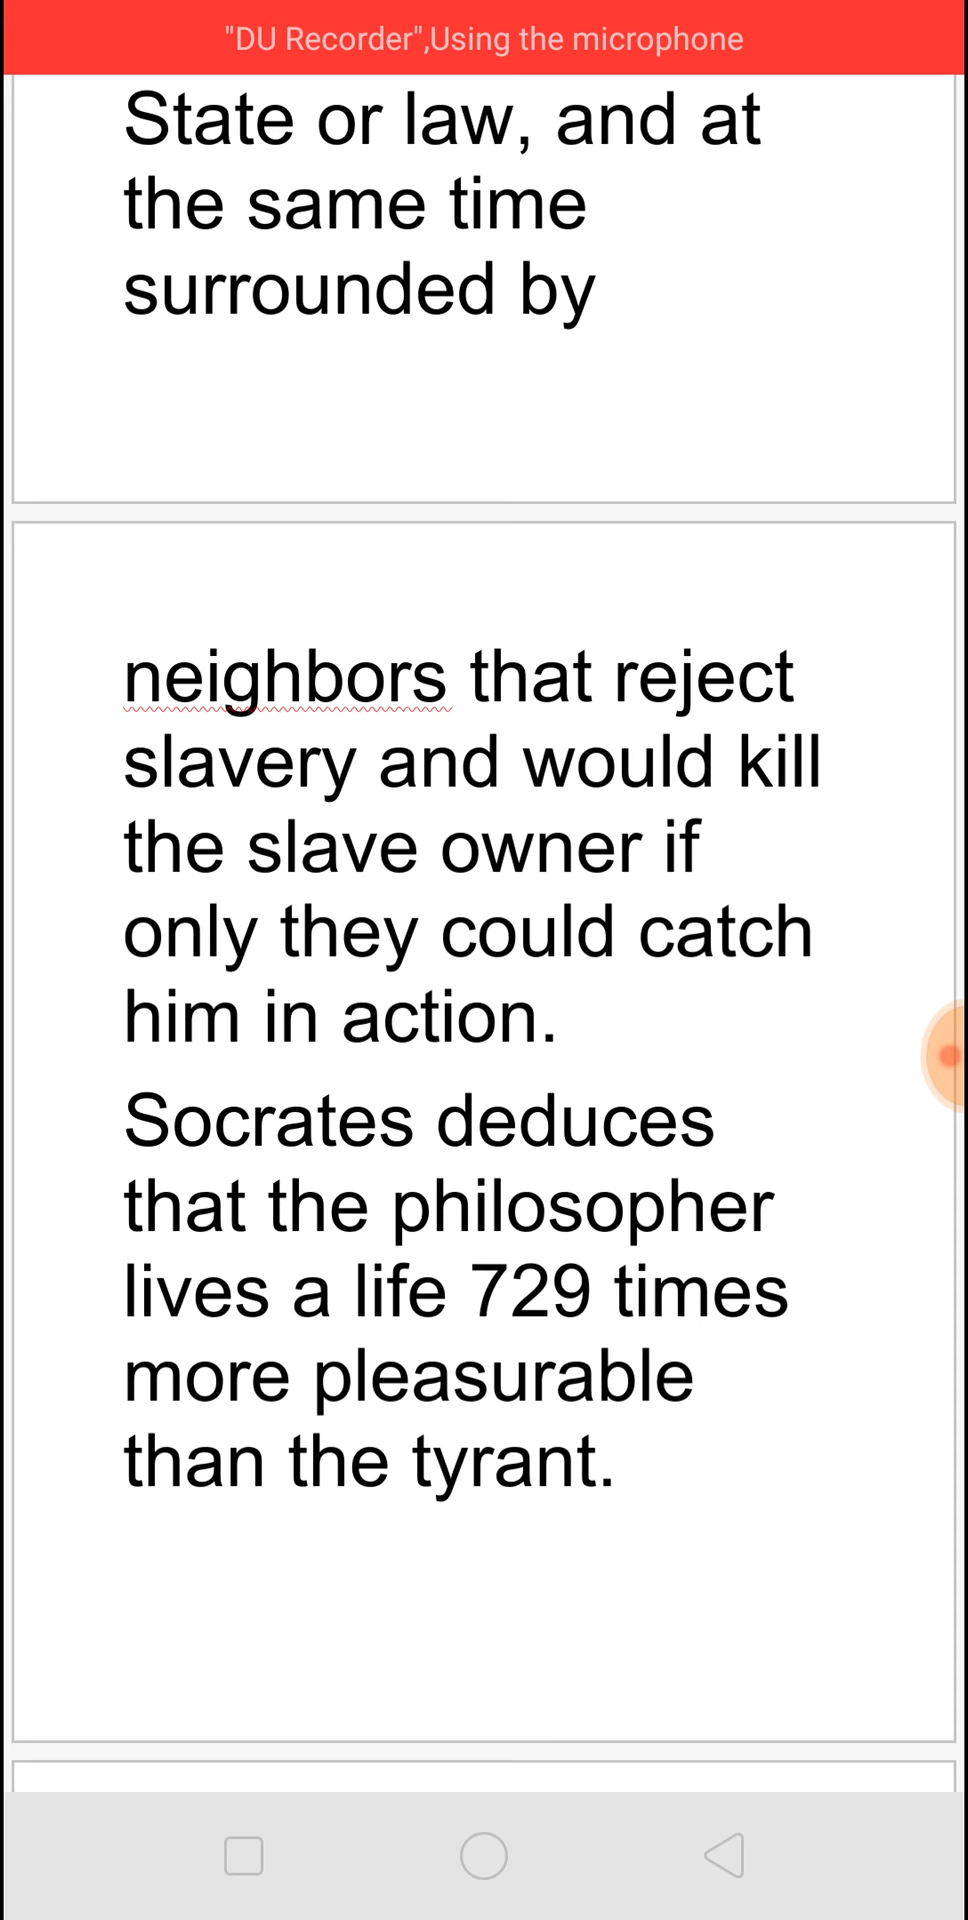 "DU Recorder",Using the microphone
State or law, and at
the same time
surrounded by
neighbors that reject
slavery and would kill
the slave owner if
only they could catch
him in action.
Socrates deduces
that the philosopher
lives a life 729 times
more pleasurable
than the tyrant.